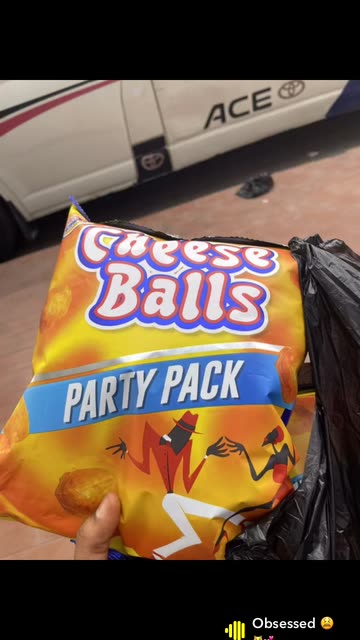 ACE
Cheese
Balls
PARTY PACK
Obsessed 😩